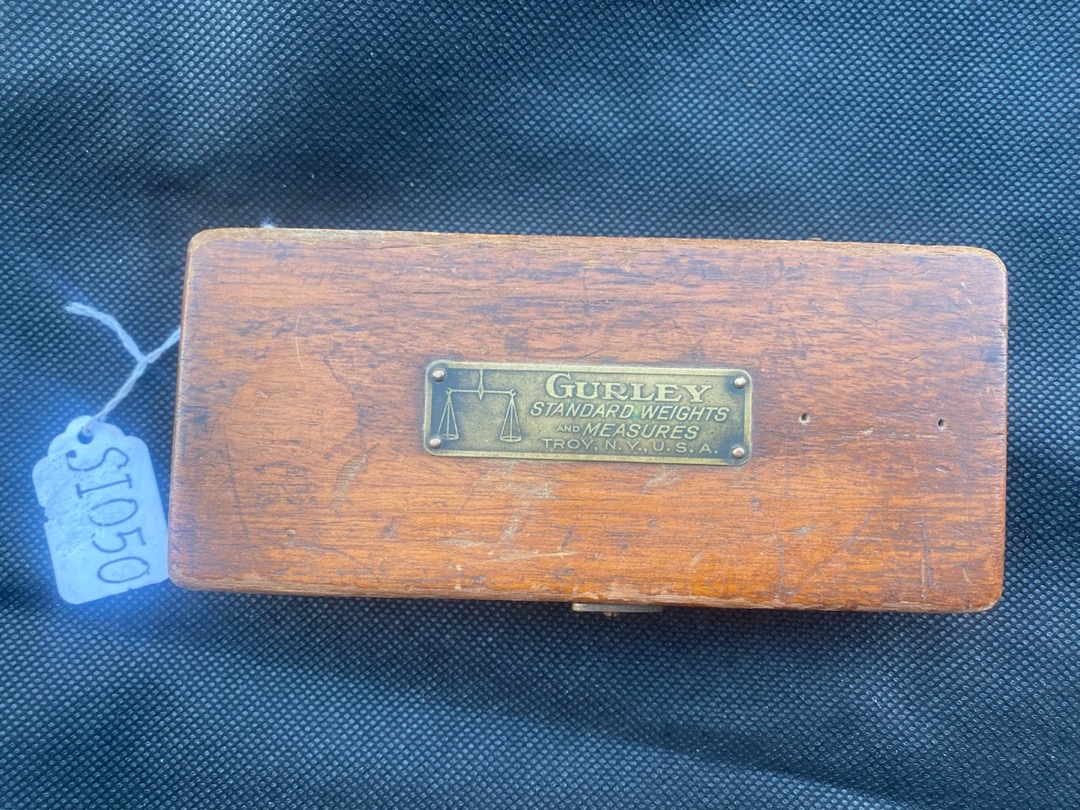 GURLEY
STANDARD WEIGHTS
AND MEASURES
TROY, N.Y., U.S.A.
SI050